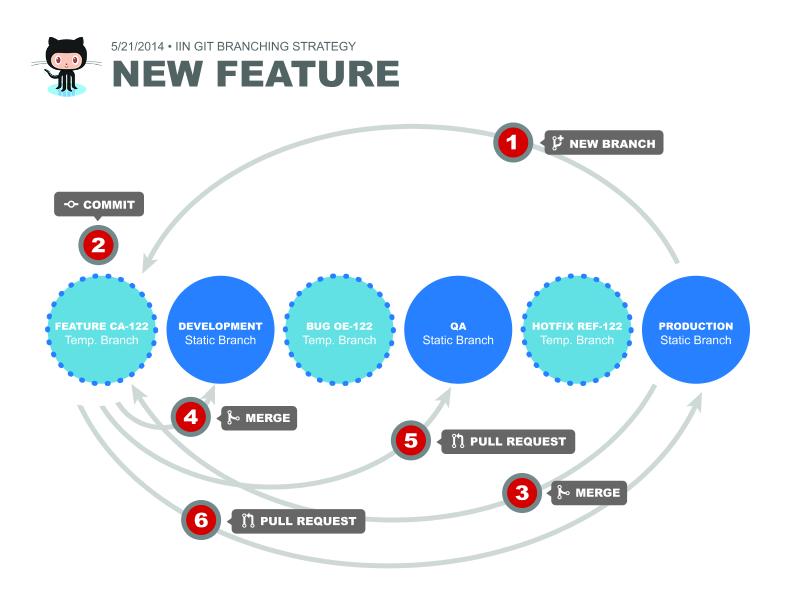 5/21/2014 • IIN GIT BRANCHING STRATEGY
NEW FEATURE
1
NEW BRANCH
COMMIT
2
FEATURE CA-122
Temp. Branch
DEVELOPMENT
Static Branch
BUG OE-122
Temp. Branch
QA
Static Branch
HOTFIX REF-122
Temp. Branch
PRODUCTION
Static Branch
4
MERGE
5
PULL REQUEST
3
MERGE
6
PULL REQUEST